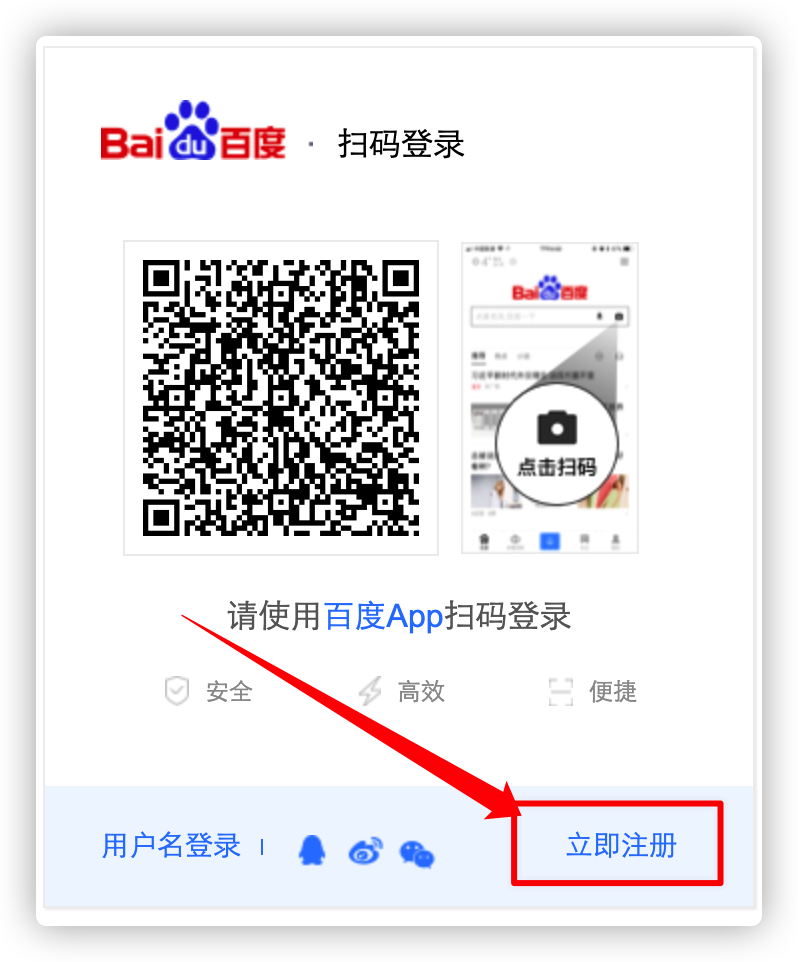 Bai du 百度 · 扫码登录
Bai du 百度
点击扫码
请使用百度App扫码登录
安全 高效 便捷
用户名登录 立即注册